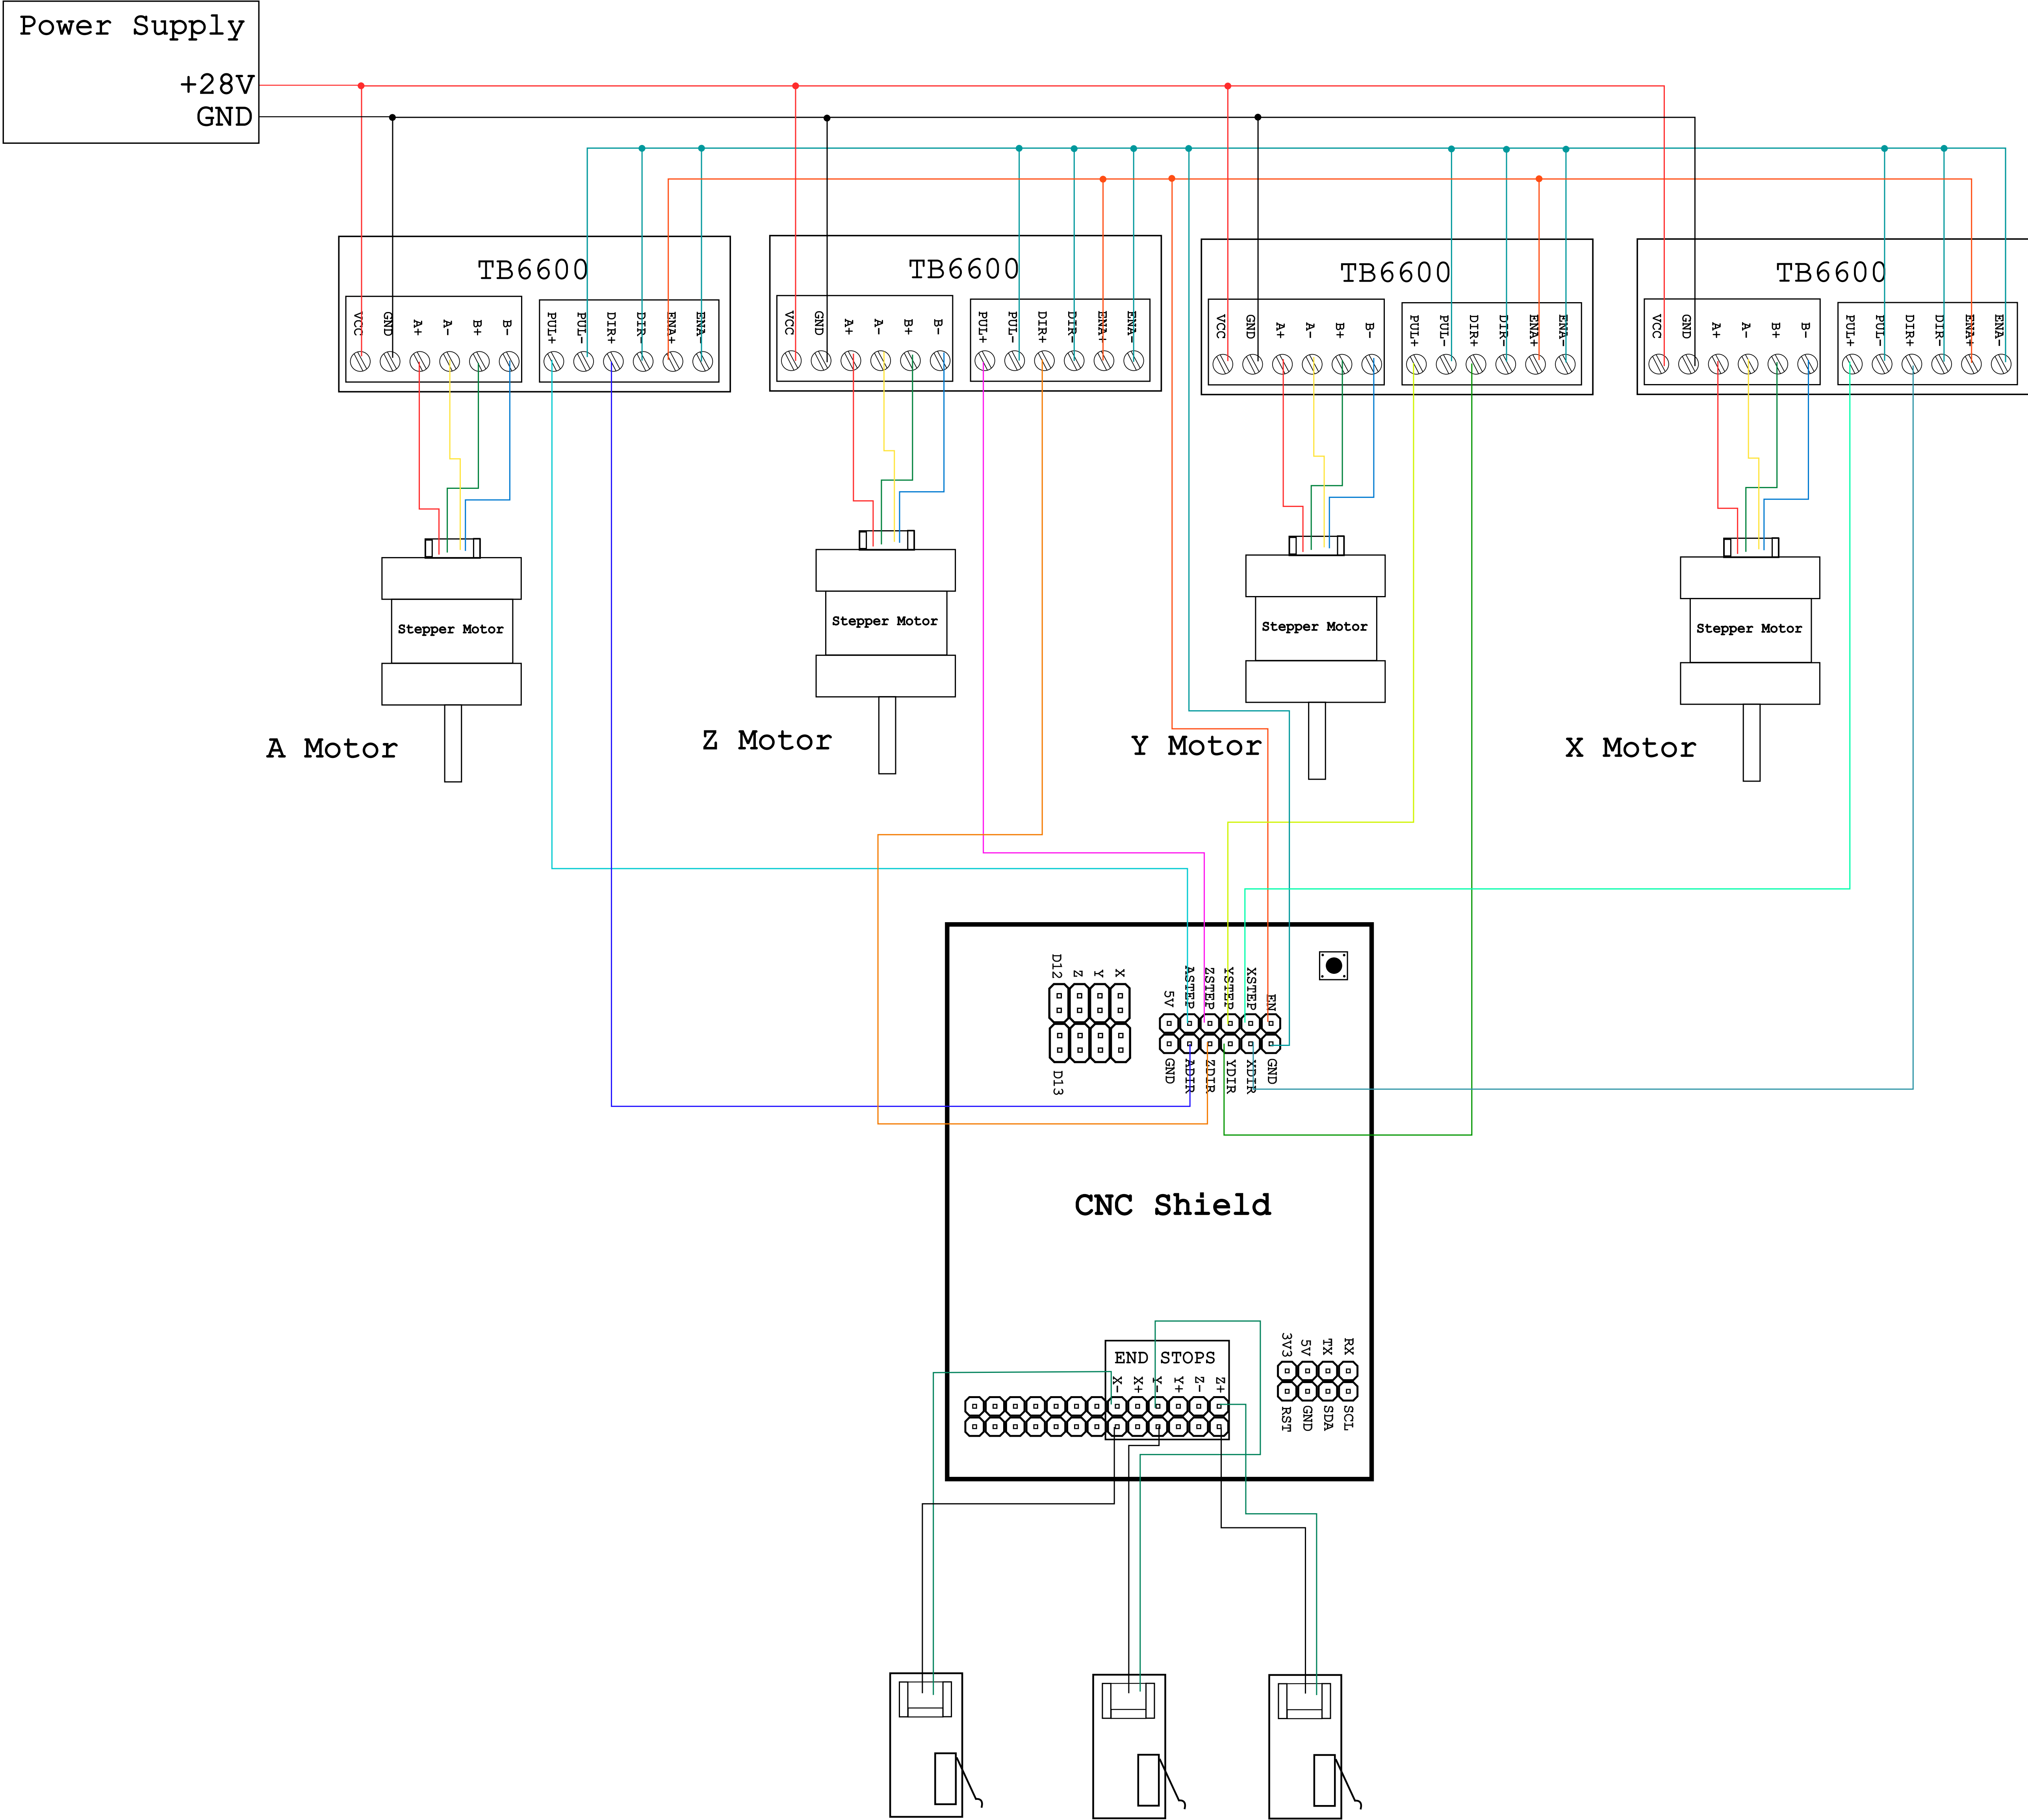 Power Supply
+28V
GND
TB6600
VCC
GND
A+
A-
B+
B-
PUL+
PUL-
DIR+
DIR-
ENA+
ENA-
TB6600
VCC
GND
A+
A-
B+
B-
PUL+
PUL-
DIR+
DIR-
ENA+
ENA-
TB6600
VCC
GND
A+
A-
B+
B-
PUL+
PUL-
DIR+
DIR-
ENA+
ENA-
TB6600
VCC
GND
A+
A-
B+
B-
PUL+
PUL-
DIR+
DIR-
ENA+
ENA-
Stepper Motor
Stepper Motor
Stepper Motor
Stepper Motor
A Motor
Z Motor
Y Motor
X Motor
D12
Z
Y
X
D13
5V
ASTEP
ZSTEP
YSTEP
XSTEP
EN
GND
ADIR
ZDIR
YDIR
XDIR
GND
CNC Shield
END STOPS
X-
X+
Y-
Y+
Z-
Z+
3V3
5V
TX
RX
RST
GND
SDA
SCL